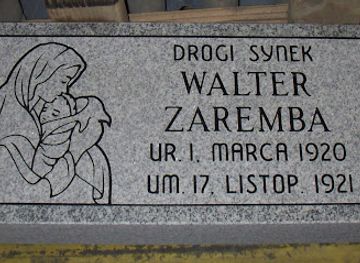 DROGI SYNEK
WALTER
ZAREMBA
UR. 1. MARCA 1920
UM. 17. LISTOP. 1921